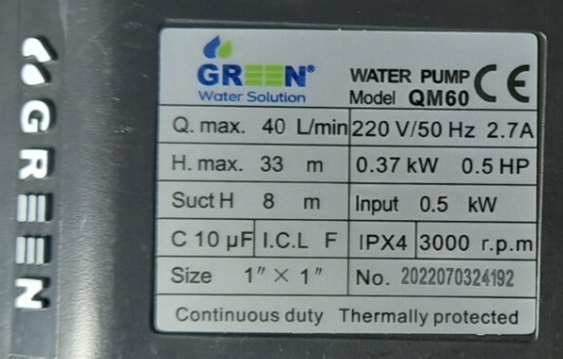 GREEN
GREEN®
Water Solution
WATER PUMP CE
Model QM60
Q. max. 40 L/min 220 V/50 Hz 2.7A
H. max. 33 m 0.37 kW 0.5 HP
Suct H 8 m Input 0.5 kW
C 10 µF I.C.L F IPX4 3000 r.p.m
Size 1" × 1" No. 2022070324192
Continuous duty Thermally protected